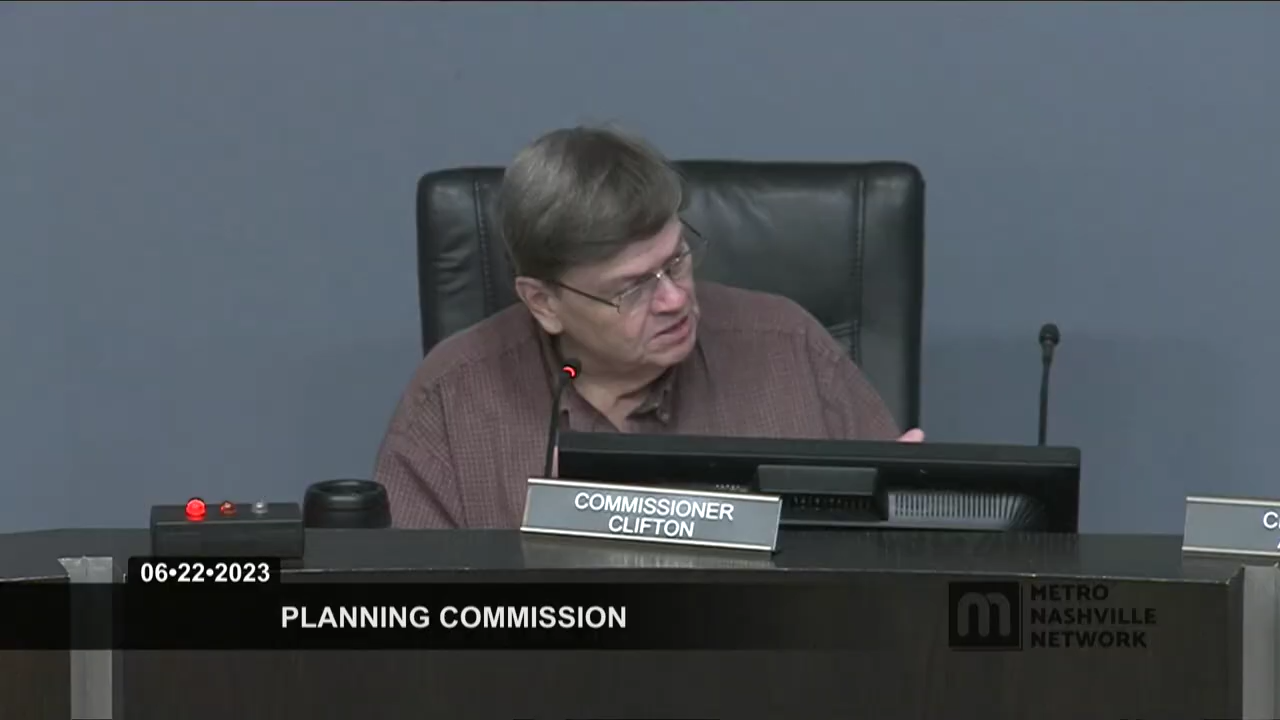 COMMISSIONER
CLIFTON
C
06•22•2023
PLANNING COMMISSION
METRO
NASHVILLE
NETWORK